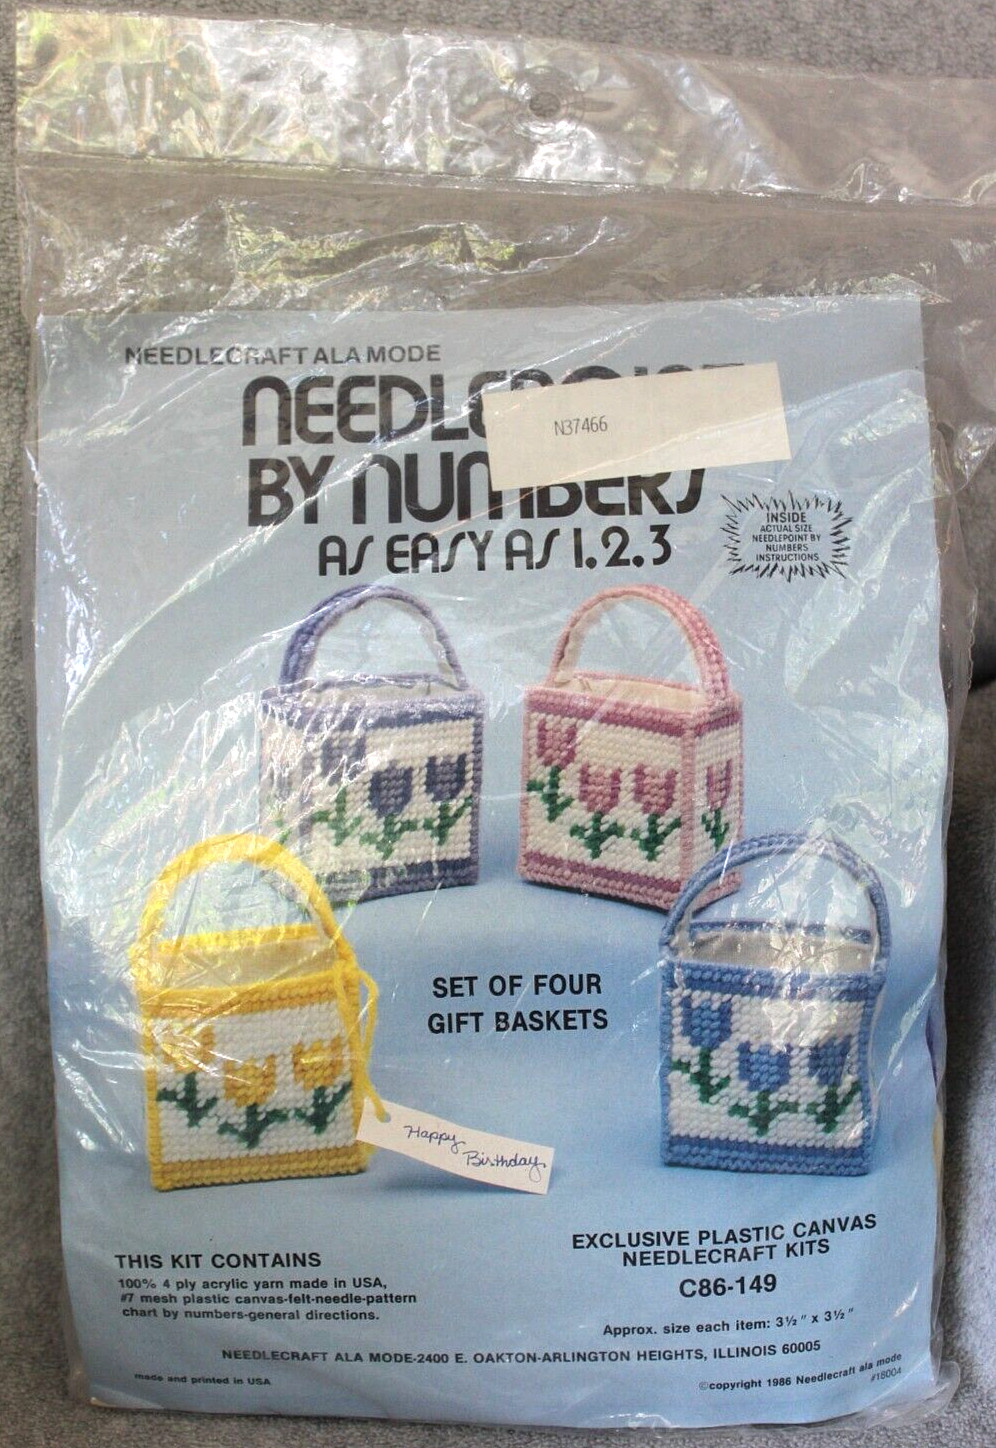 NEEDLECRAFT ALA MODE
N37466
BY NUMBERS
AS EASY AS 1.2.3
INSIDE
ACTUAL SIZE
NEEDLEPOINT BY
NUMBERS
INSTRUCTIONS
SET OF FOUR
GIFT BASKETS
Happy
Birthday
THIS KIT CONTAINS
100% 4 ply acrylic yarn made in USA,
#7 mesh plastic canvas-felt-needle-pattern
chart by numbers-general directions.
EXCLUSIVE PLASTIC CANVAS
NEEDLECRAFT KITS
C86-149
Approx. size each item: 3½" x 3½"
NEEDLECRAFT ALA MODE-2400 E. OAKTON-ARLINGTON HEIGHTS, ILLINOIS 60005
made and printed in USA
©copyright 1986 Needlecraft ala mode
#18004